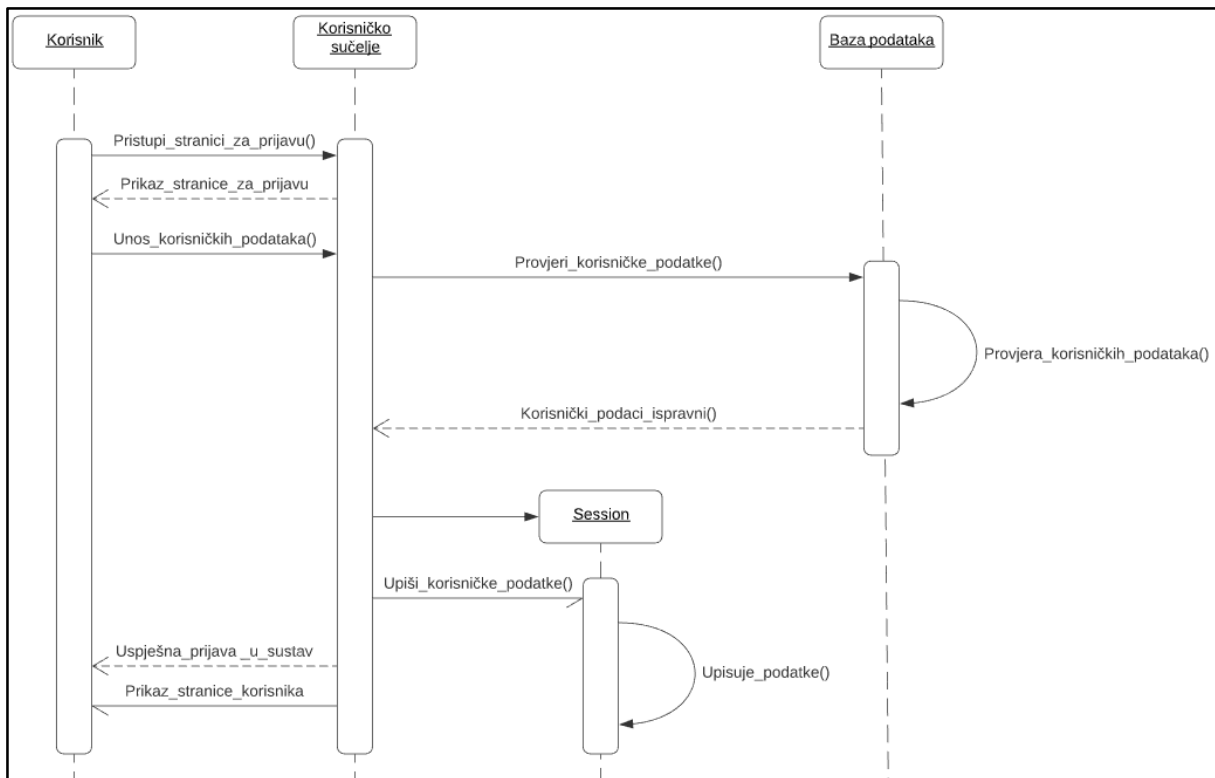 Korisnik
Korisničko
sučelje
Baza podataka
Pristupi_stranici_za_prijavu()
Prikaz_stranice_za_prijavu
Unos_korisničkih_podataka()
Provjeri_korisničke_podatke()
Provjera_korisničkih_podataka()
Korisnički_podaci_ispravni()
Session
Upiši_korisničke_podatke()
Uspješna_prijava _u_sustav
Upisuje_podatke()
Prikaz_stranice_korisnika